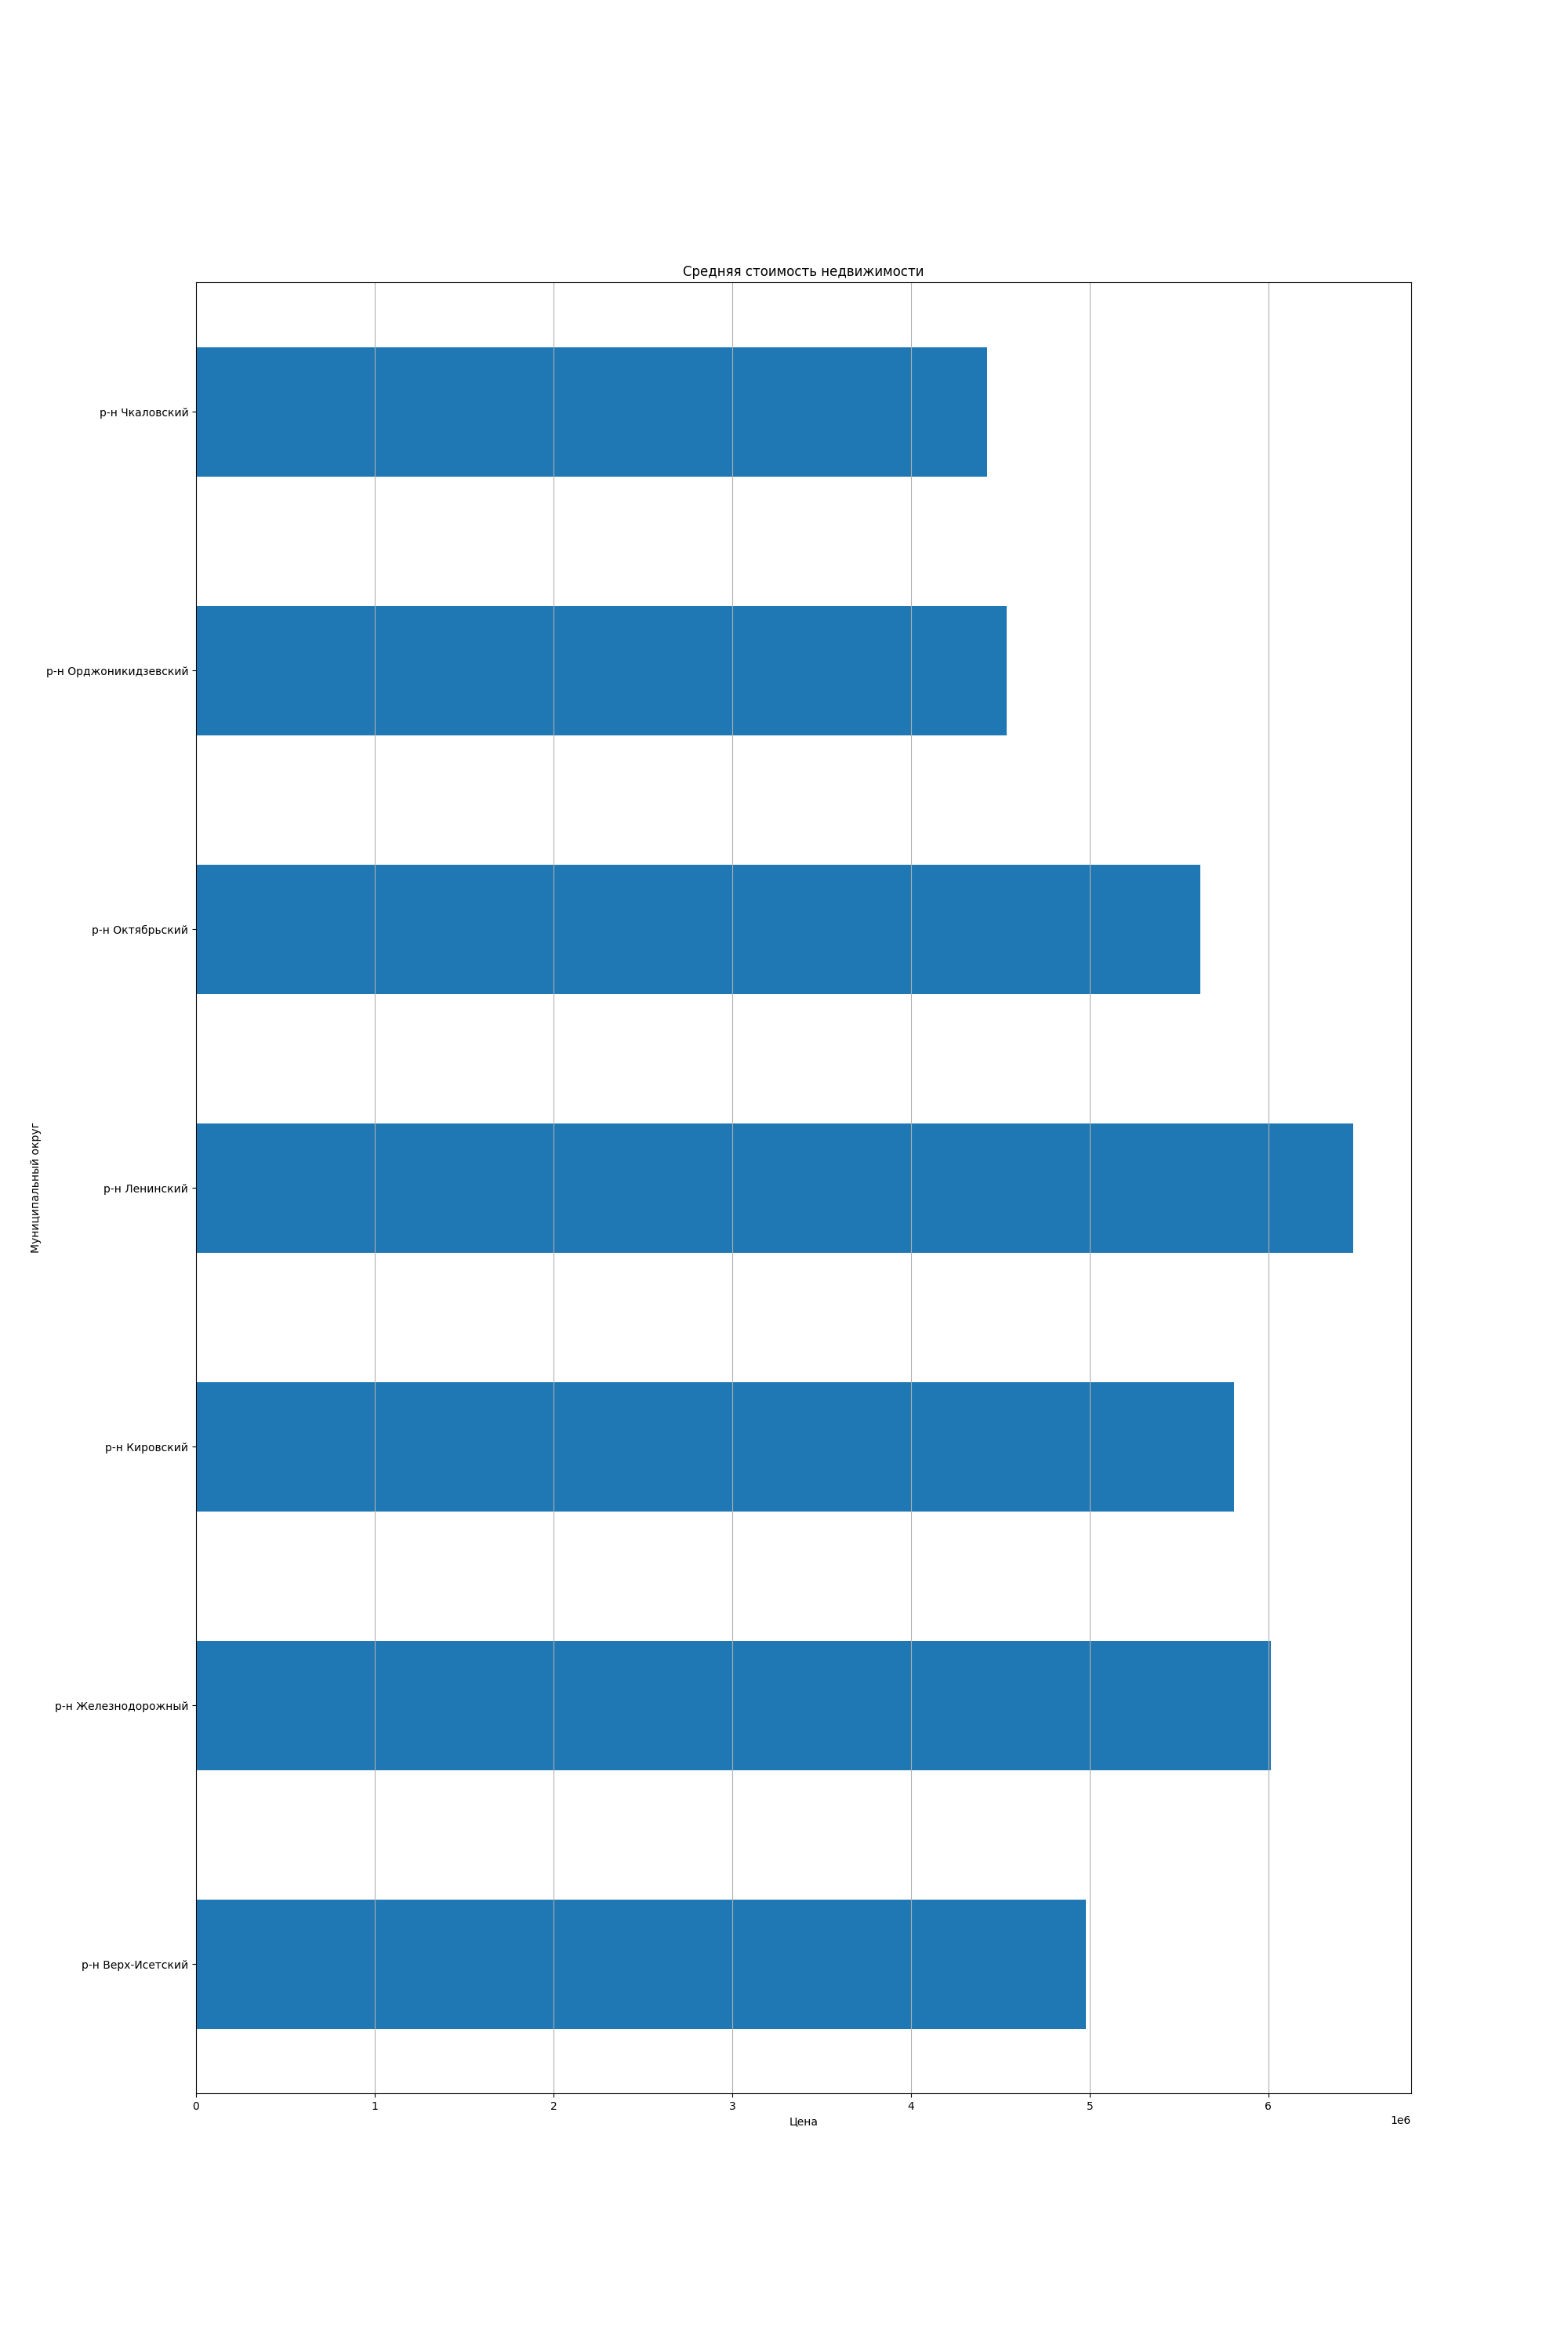 Средняя стоимость недвижимости
р-н Чкаловский
р-н Орджоникидзевский
р-н Октябрьский
р-н Ленинский
р-н Кировский
р-н Железнодорожный
р-н Верх-Исетский
Муниципальный округ
0 1 2 3 4 5 6
1e6
Цена